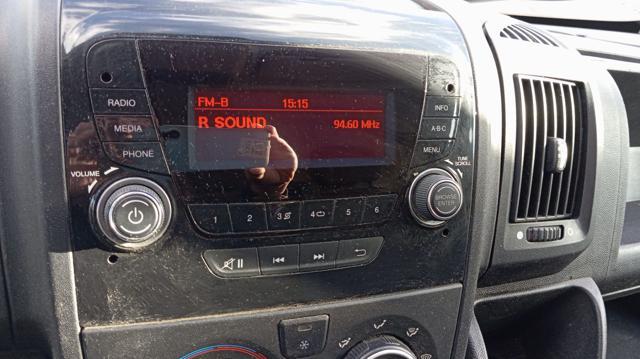 FM-B 15:15
R SOUND 94.60 MHz
RADIO
MEDIA
PHONE
INFO
A-B-C
MENU
VOLUME
TUNE
SCROLL
BROWSE
ENTER
1 2 3 4 5 6